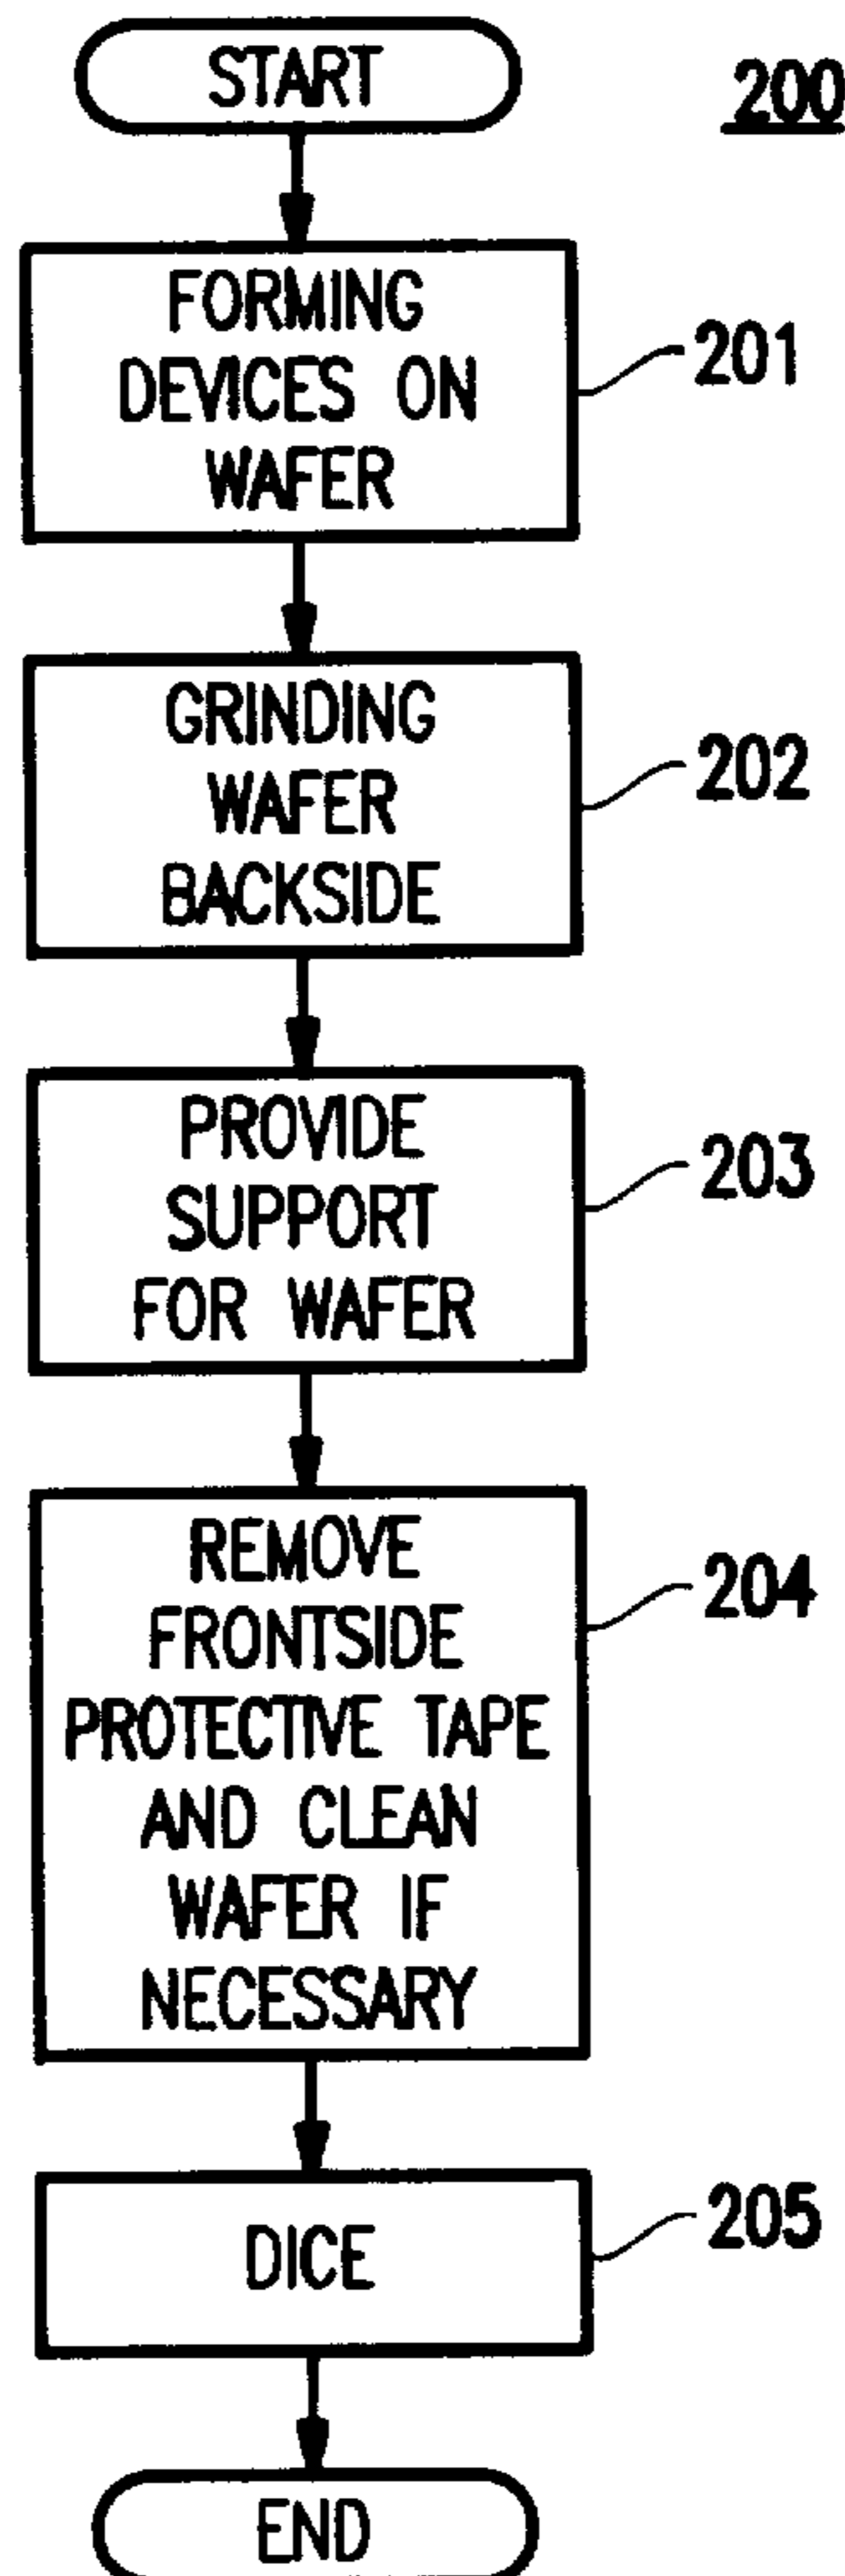 START
200
FORMING
DEVICES ON
WAFER
201
GRINDING
WAFER
BACKSIDE
202
PROVIDE
SUPPORT
FOR WAFER
203
REMOVE
FRONTSIDE
PROTECTIVE TAPE
AND CLEAN
WAFER IF
NECESSARY
204
DICE
205
END